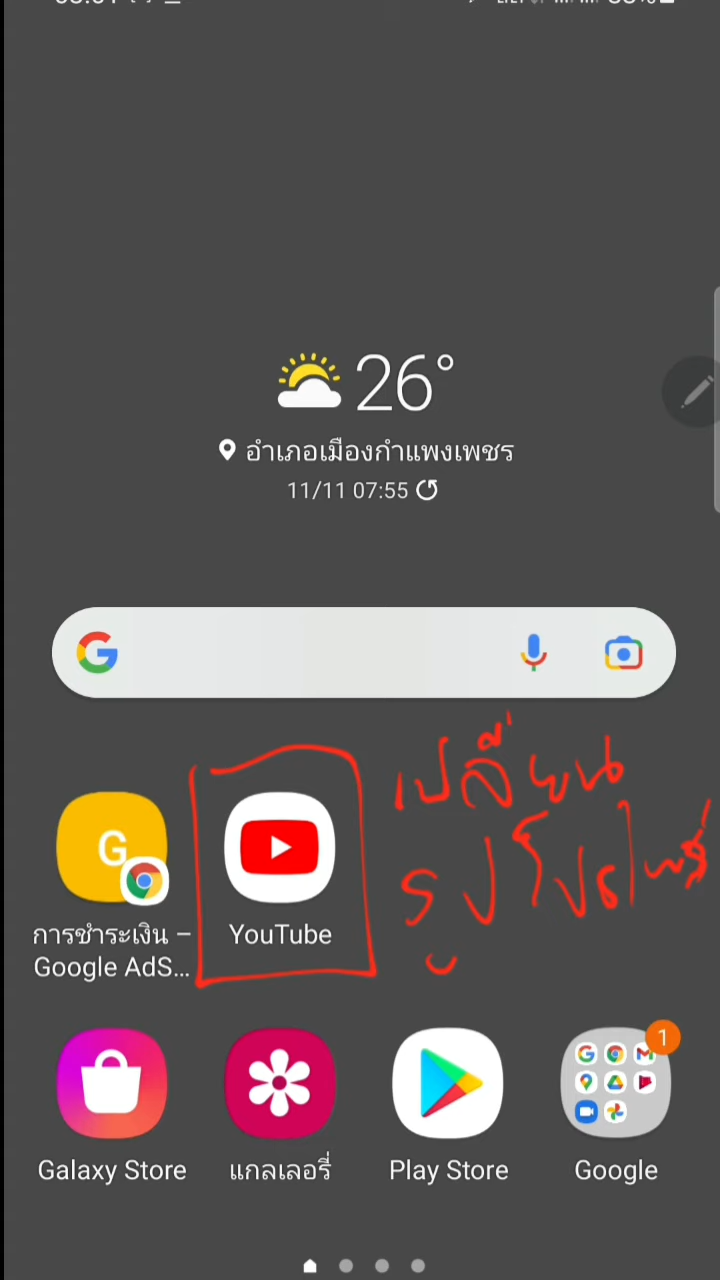 26°
อำเภอเมืองกำแพงเพชร
11/11 07:55
G
เปลี่ยน
รูปโปรไฟล์
การชำระเงิน –
Google AdS...
YouTube
1
Galaxy Store
แกลเลอรี่
Play Store
Google